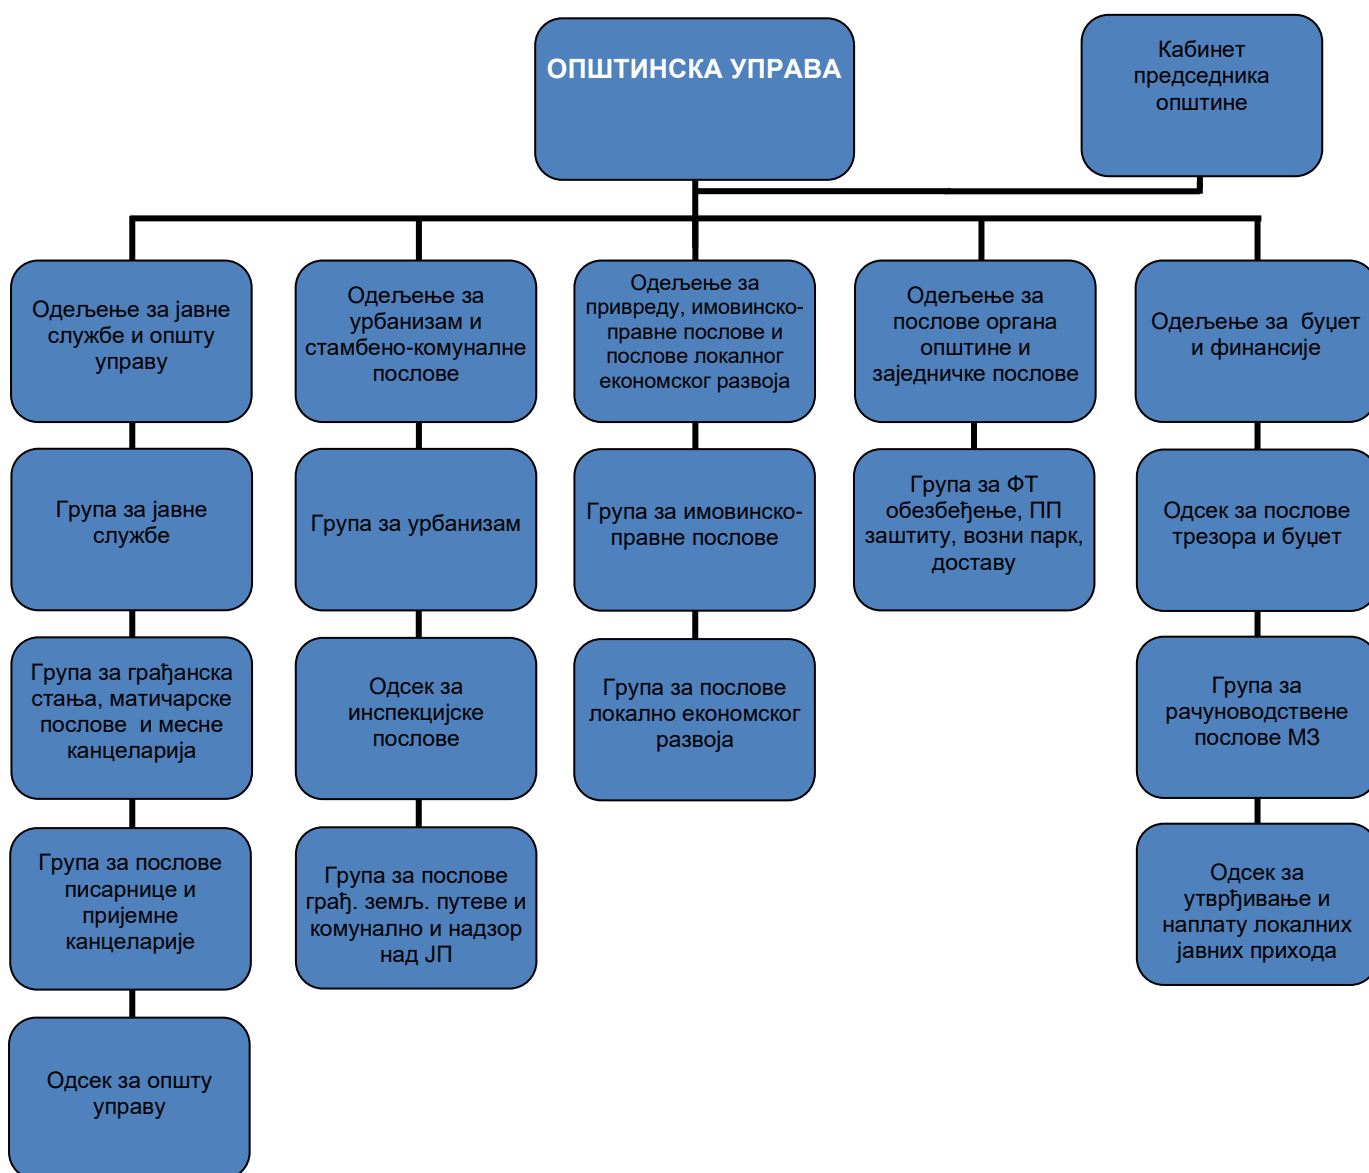 ОПШТИНСКА УПРАВА
Кабинет
председника
општине
Одељење за јавне
службе и општу
управу
Одељење за
урбанизам и
стамбено-комуналне
послове
Одељење за
привреду, имовинско-
правне послове и
послове локалног
економског развоја
Одељење за
послове органа
општине и
заједничке послове
Одељење за  буџет
и финансије
Група за јавне
службе
Група за урбанизам
Група за имовинско-
правне послове
Група за ФТ
обезбеђење, ПП
заштиту, возни парк,
доставу
Одсек за послове
трезора и буџет
Група за грађанска
стања, матичарске
послове  и месне
канцеларија
Одсек за
инспекцијске
послове
Група за послове
локално економског
развоја
Група за
рачуноводствене
послове МЗ
Група за послове
писарнице и
пријемне
канцеларије
Група за послове
грађ. земљ. путеве и
комунално и надзор
над ЈП
Одсек за
утврђивање и
наплату локалних
јавних прихода
Одсек за општу
управу